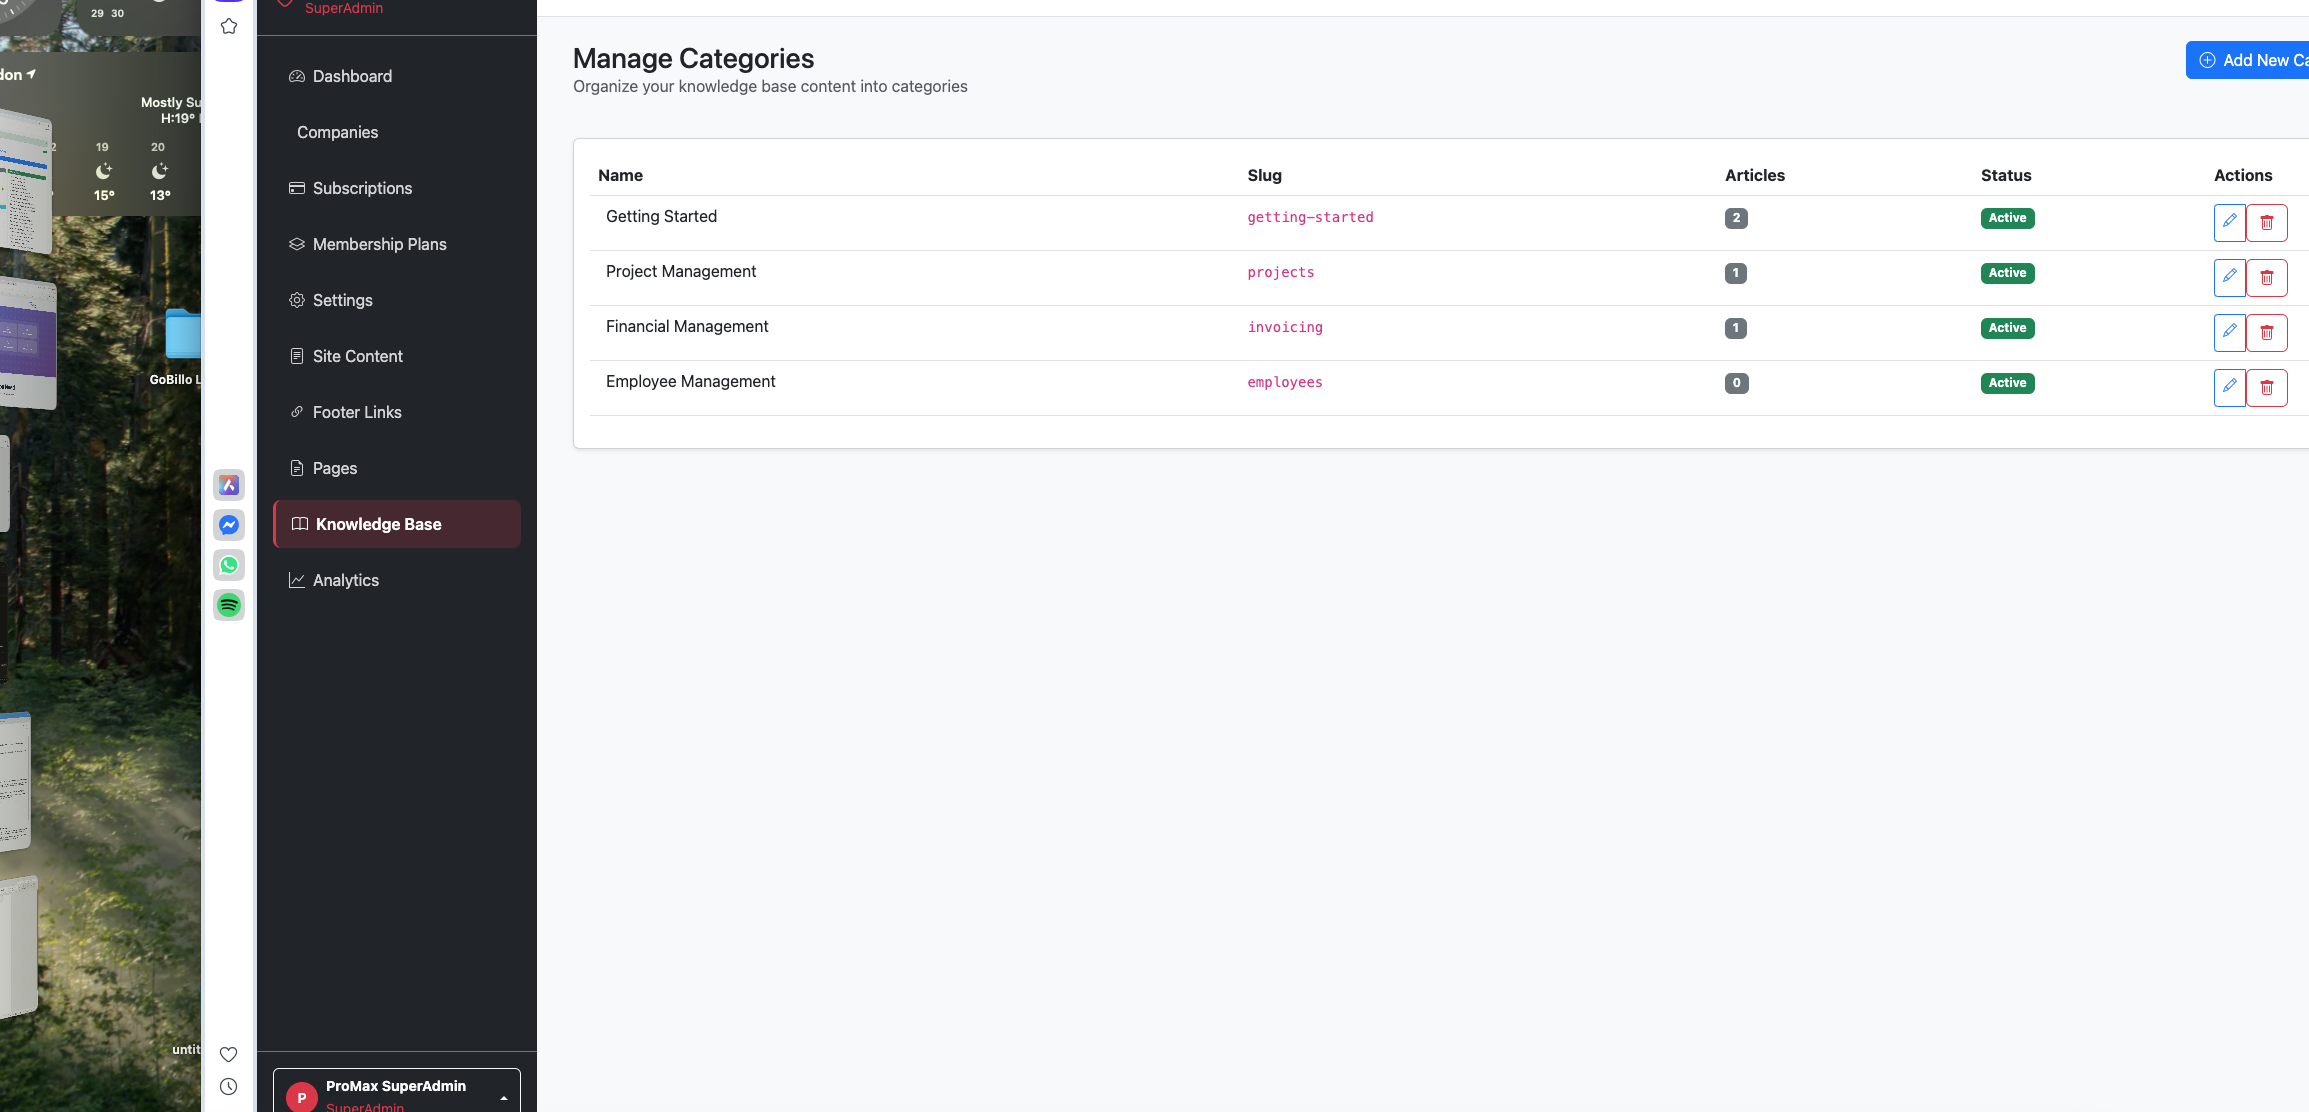 29 30
SuperAdmin
don
Mostly Su
H:19°
19 20
15° 13°
GoBillo L
untit
Dashboard
Companies
Subscriptions
Membership Plans
Settings
Site Content
Footer Links
Pages
Knowledge Base
Analytics
P
ProMax SuperAdmin
SuperAdmin
Manage Categories
Organize your knowledge base content into categories
Add New Ca
Name Slug Articles Status Actions
Getting Started getting-started 2 Active
Project Management projects 1 Active
Financial Management invoicing 1 Active
Employee Management employees 0 Active